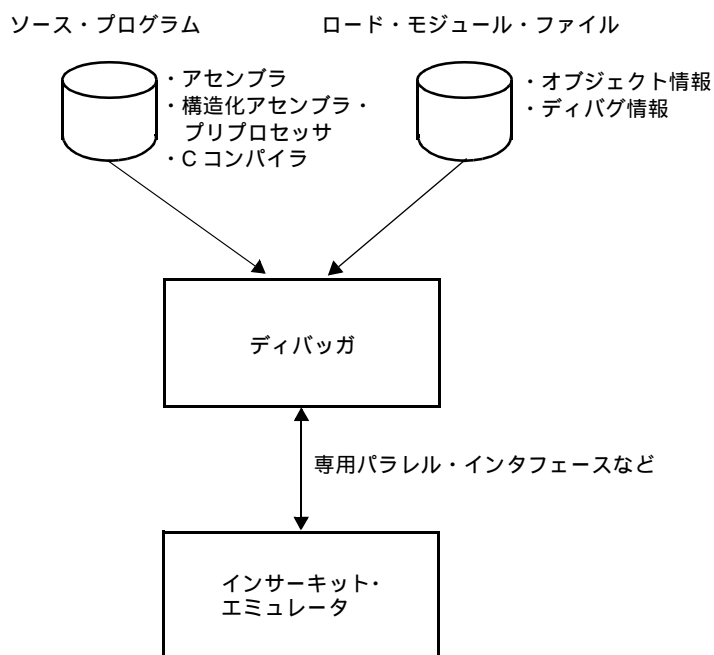 ソース・プログラム
ロード・モジュール・ファイル
・アセンブラ
・構造化アセンブラ・
プリプロセッサ
・C コンパイラ
・オブジェクト情報
・ディバグ情報
ディバッガ
専用パラレル・インタフェースなど
インサーキット・
エミュレータ